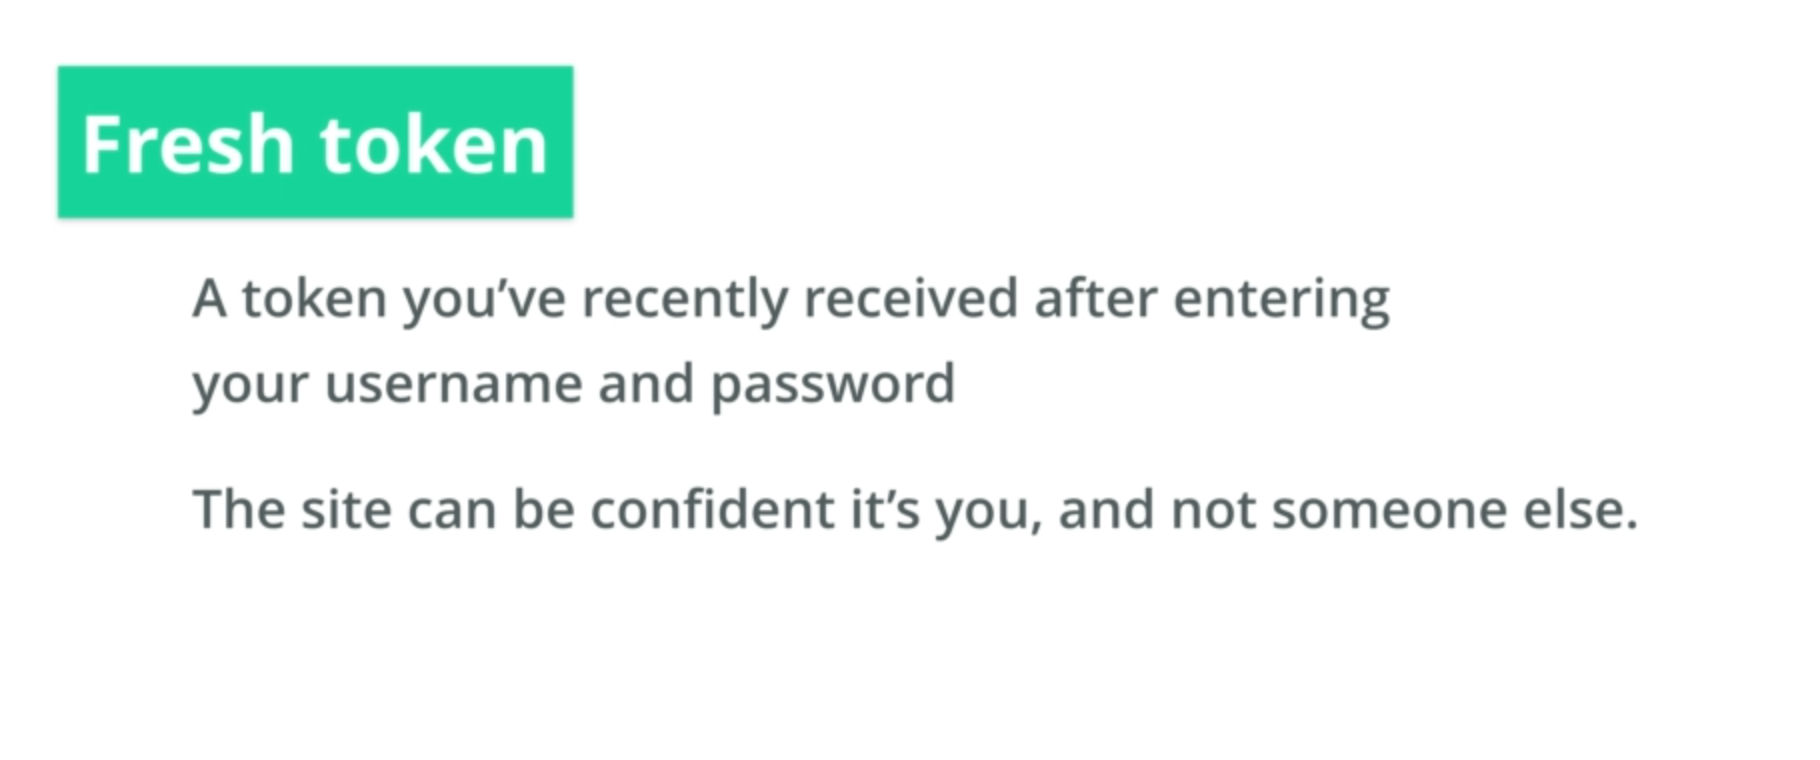 Fresh token
A token you’ve recently received after entering
your username and password
The site can be confident it’s you, and not someone else.